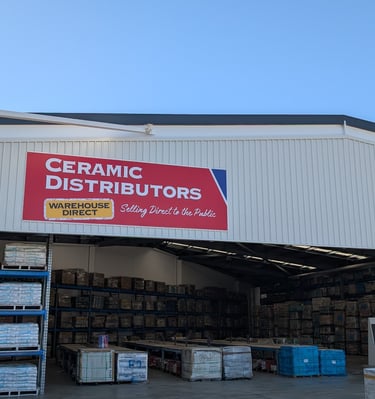 CERAMIC
DISTRIBUTORS
WAREHOUSE
DIRECT
Selling Direct to the Public